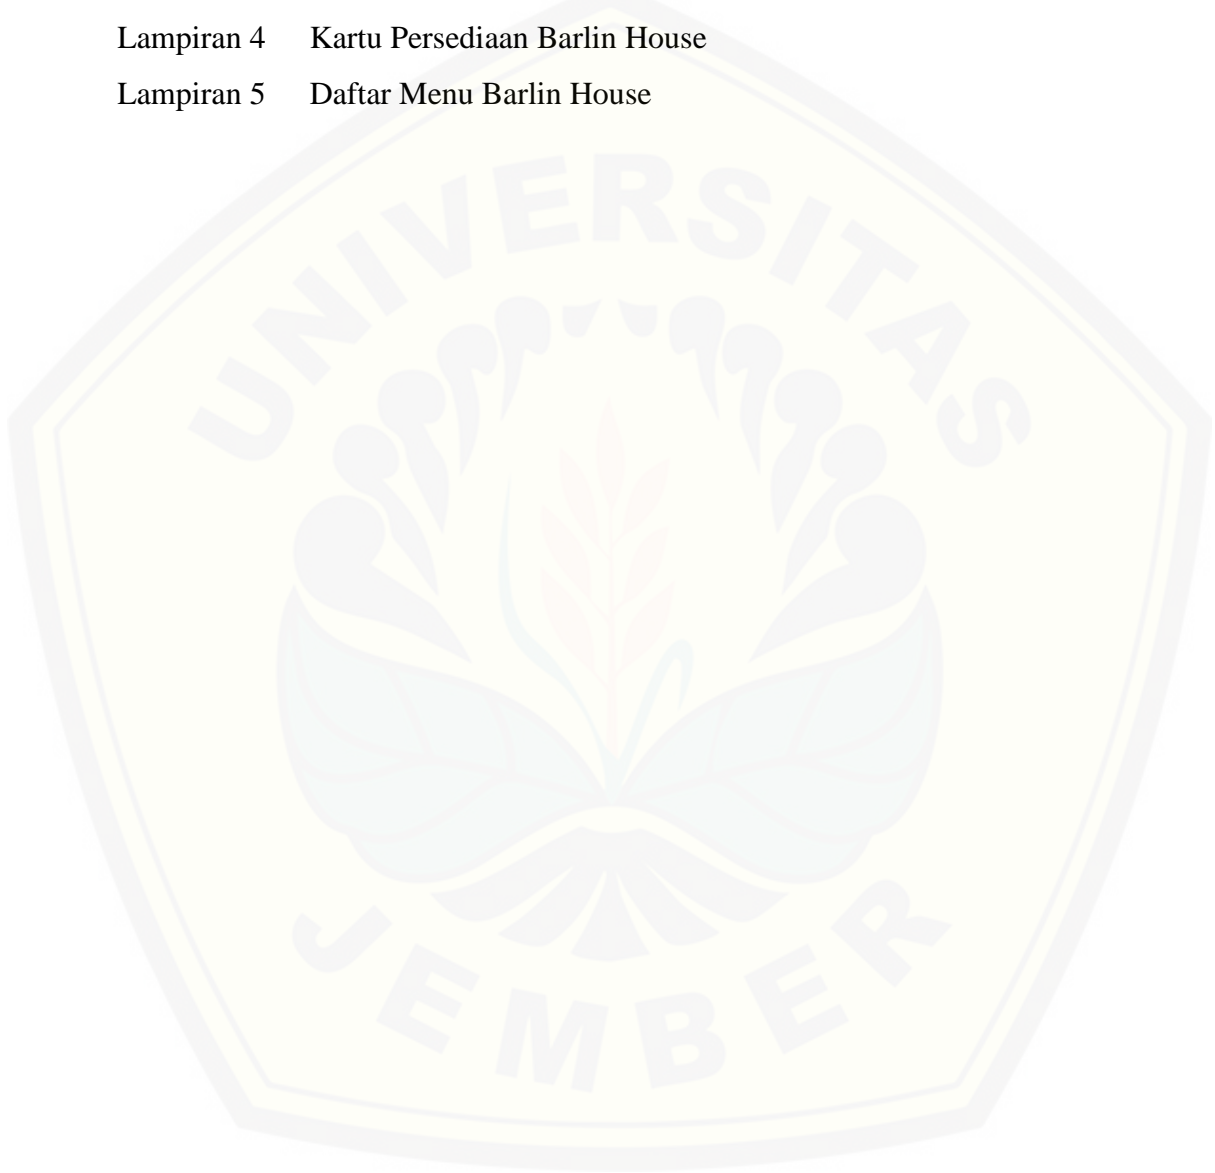 Lampiran 4 Kartu Persediaan Barlin House
Lampiran 5 Daftar Menu Barlin House
UNIVERSITAS
JEMBER